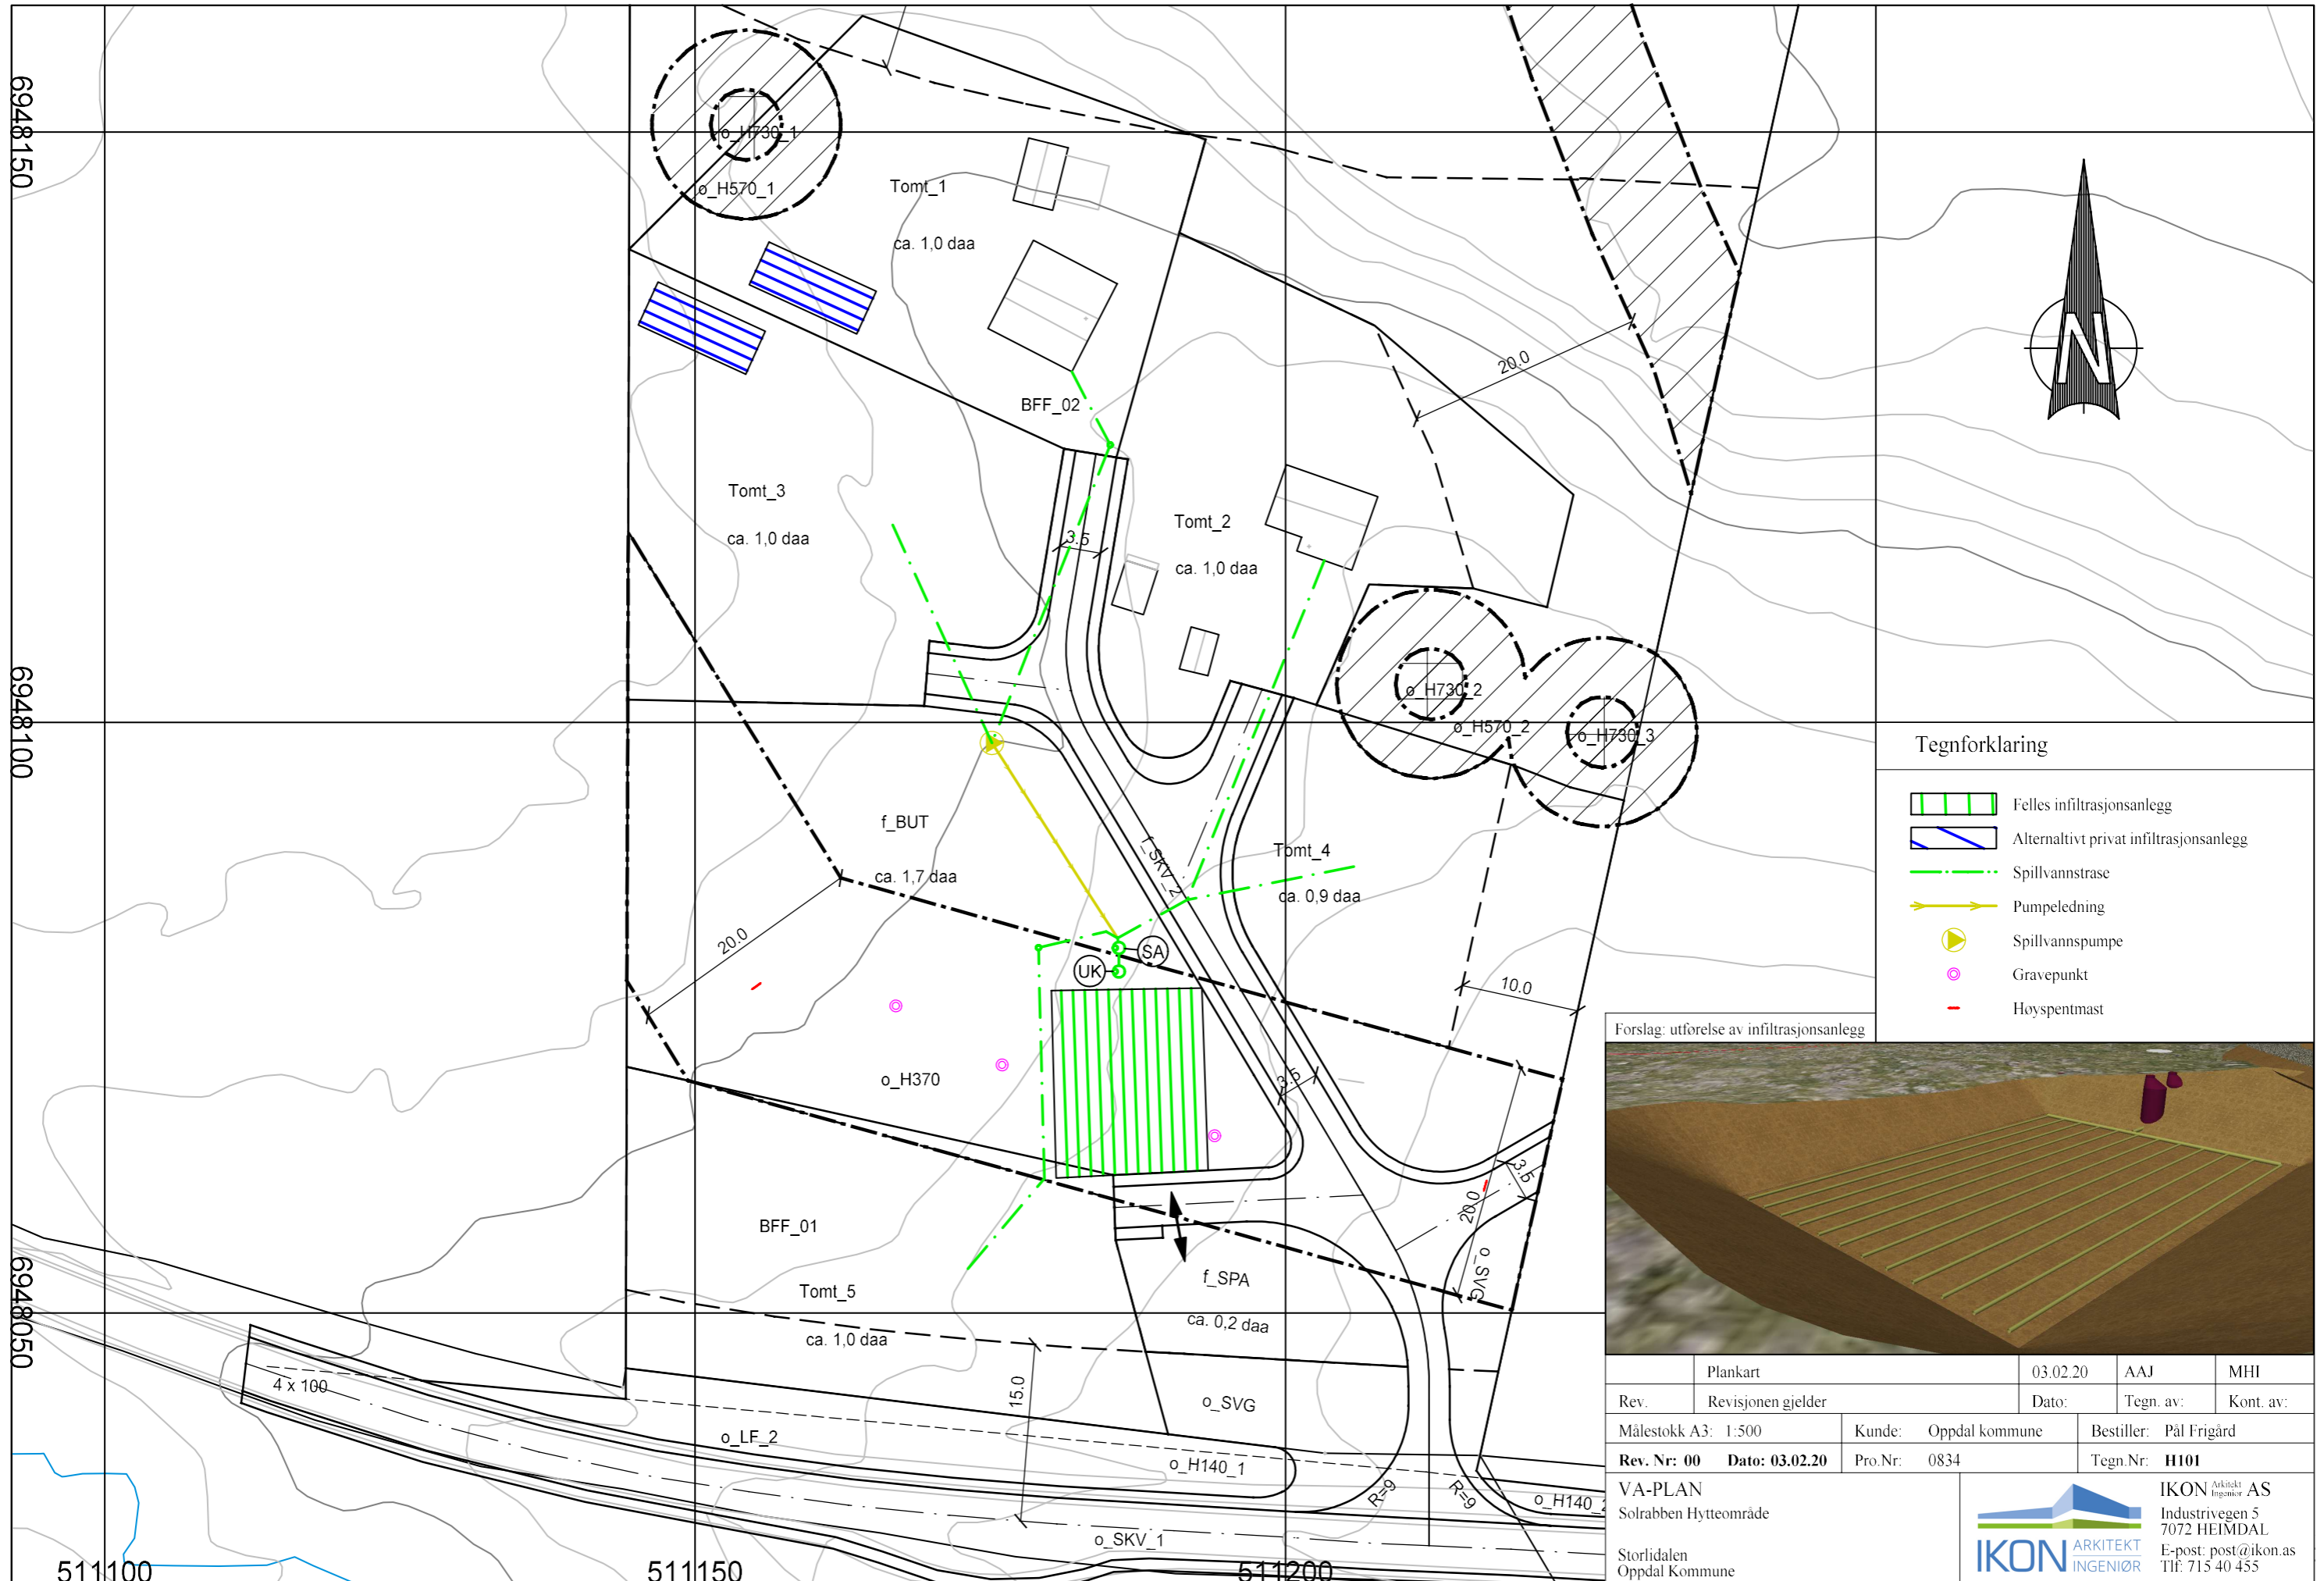 6948150
6948100
6948050
511100
511150
511200
o_H730_1
o_H570_1
Tomt_1
ca. 1,0 daa
BFF_02
20.0
Tomt_3
ca. 1,0 daa
3.5
Tomt_2
ca. 1,0 daa
o_H730_2
o_H570_2
o_H730_3
f_BUT
ca. 1,7 daa
f_SKV_2
Tomt_4
ca. 0,9 daa
20.0
SA
UK
10.0
o_H370
3.5
3.5
20.0
o_SVG
BFF_01
f_SPA
ca. 0,2 daa
Tomt_5
ca. 1,0 daa
4 x 100
15.0
o_SVG
o_LF_2
o_H140_1
R=9
R=9
o_H140_2
o_SKV_1
N
Tegnforklaring
Felles infiltrasjonsanlegg
Alternaltivt privat infiltrasjonsanlegg
Spillvannstrase
Pumpeledning
Spillvannspumpe
Gravepunkt
Høyspentmast
Forslag: utførelse av infiltrasjonsanlegg
Plankart 03.02.20 AAJ MHI
Rev. Revisjonen gjelder Dato: Tegn. av: Kont. av:
Målestokk A3: 1:500 Kunde: Oppdal kommune Bestiller: Pål Frigård
Rev. Nr: 00 Dato: 03.02.20 Pro.Nr: 0834 Tegn.Nr: H101
VA-PLAN
Solrabben Hytteområde
Storlidalen
Oppdal Kommune
IKON ARKITEKT INGENIØR
IKON Arkitekt Ingeniør AS
Industrivegen 5
7072 HEIMDAL
E-post: post@ikon.as
Tlf: 715 40 455